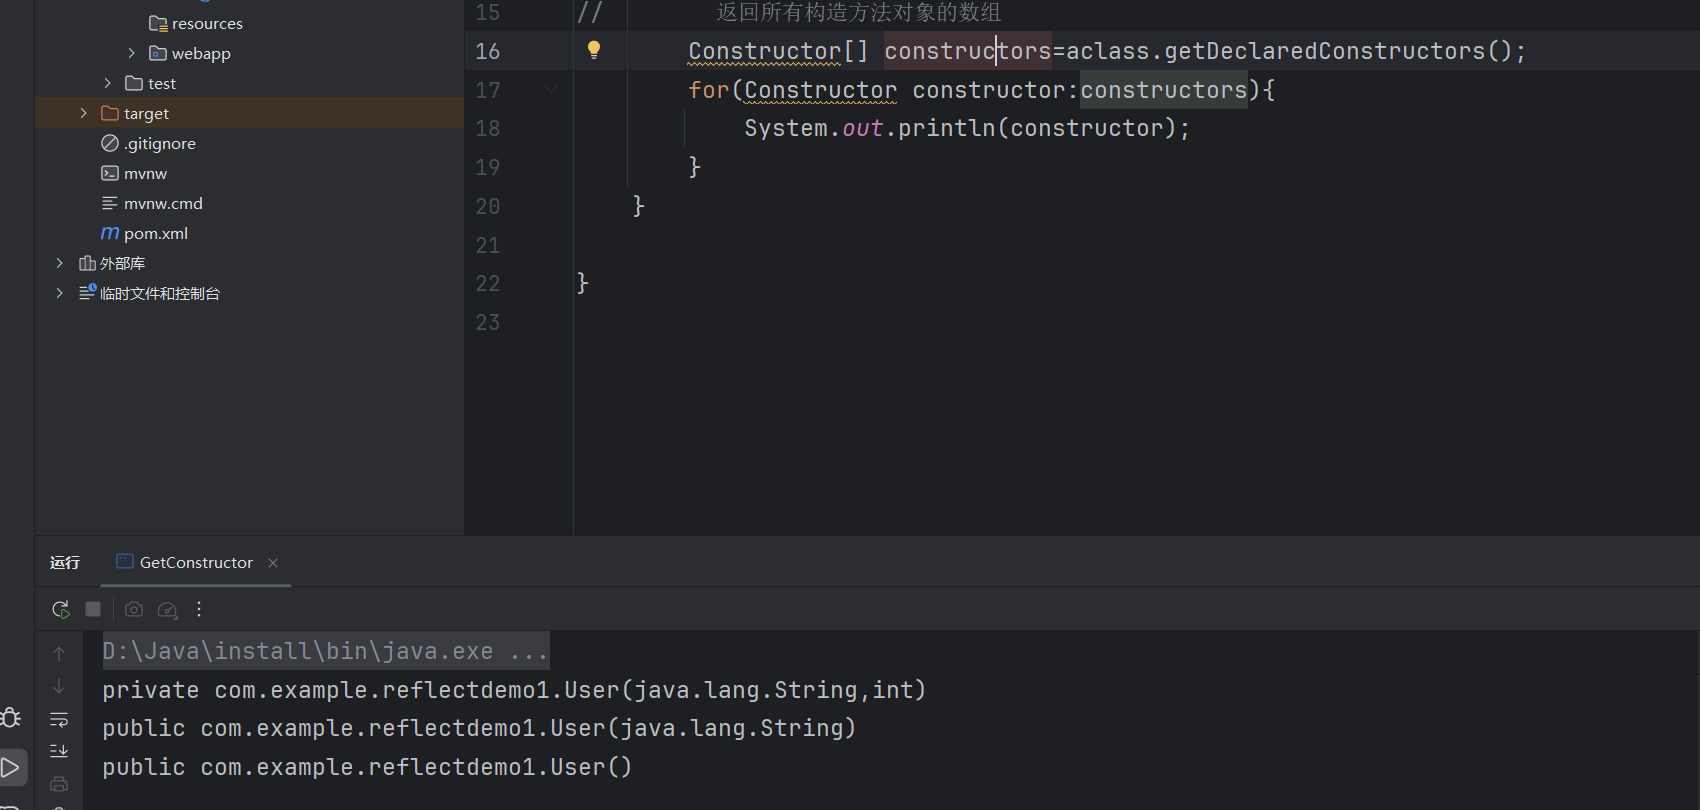 resources
webapp
test
target
.gitignore
mvnw
mvnw.cmd
m pom.xml
外部库
临时文件和控制台
15 // 返回所有构造方法对象的数组
16 Constructor[] constructors=aclass.getDeclaredConstructors();
17 for(Constructor constructor:constructors){
18 System.out.println(constructor);
19 }
20 }
21
22 }
23
运行 GetConstructor
D:\Java\install\bin\java.exe ...
private com.example.reflectdemo1.User(java.lang.String,int)
public com.example.reflectdemo1.User(java.lang.String)
public com.example.reflectdemo1.User()